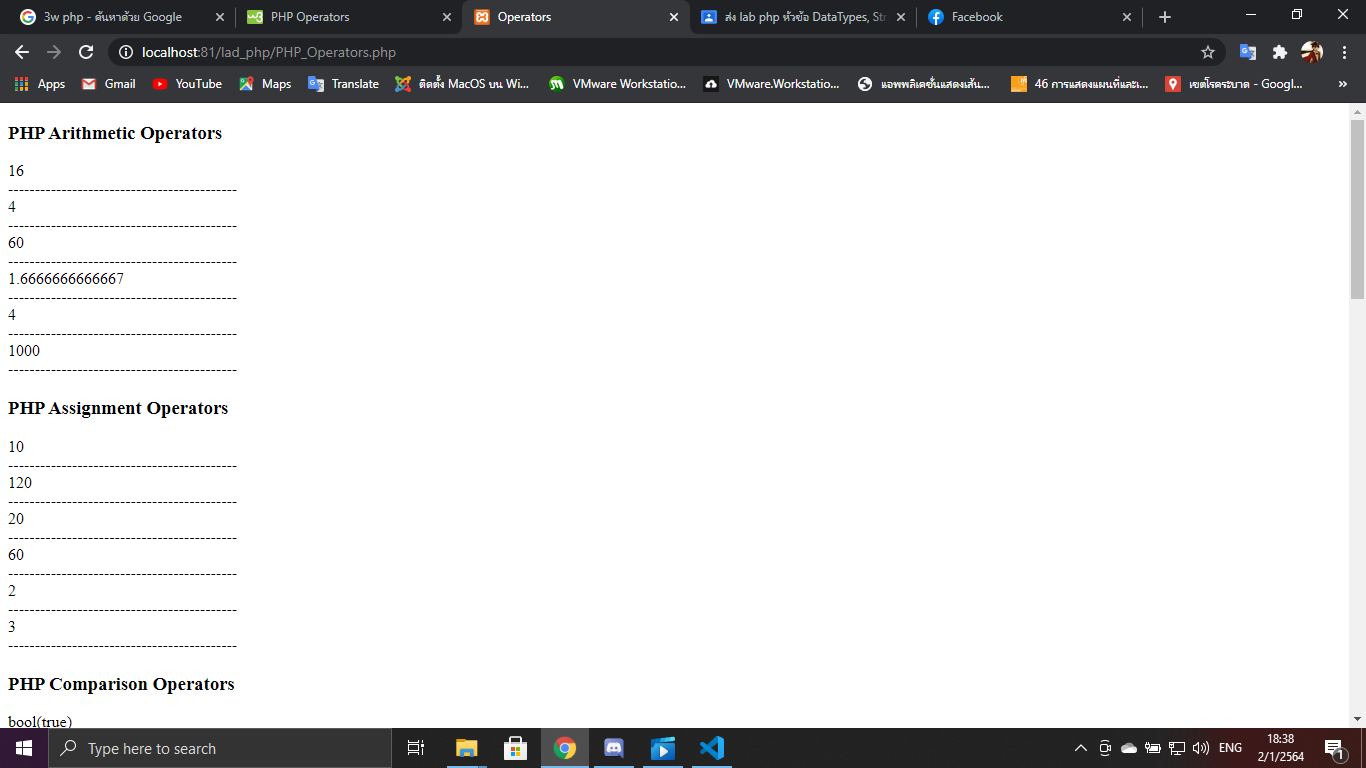 3w php - ค้นหาด้วย Google
PHP Operators
Operators
ส่ง lab php หัวข้อ DataTypes, Str
Facebook
localhost:81/lad_php/PHP_Operators.php
Apps
Gmail
YouTube
Maps
Translate
ติดตั้ง MacOS บน Wi...
VMware Workstatio...
VMware.Workstatio...
แอพพลิเคชั่นแสดงเส้น...
46 การแสดงแผนที่และเ...
เขตโรคระบาด - Googl...
»
PHP Arithmetic Operators
16
-------------------------------------------
4
-------------------------------------------
60
-------------------------------------------
1.6666666666667
-------------------------------------------
4
-------------------------------------------
1000
-------------------------------------------
PHP Assignment Operators
10
-------------------------------------------
120
-------------------------------------------
20
-------------------------------------------
60
-------------------------------------------
2
-------------------------------------------
3
-------------------------------------------
PHP Comparison Operators
bool(true)
Type here to search
ENG
18:38
2/1/2564
1